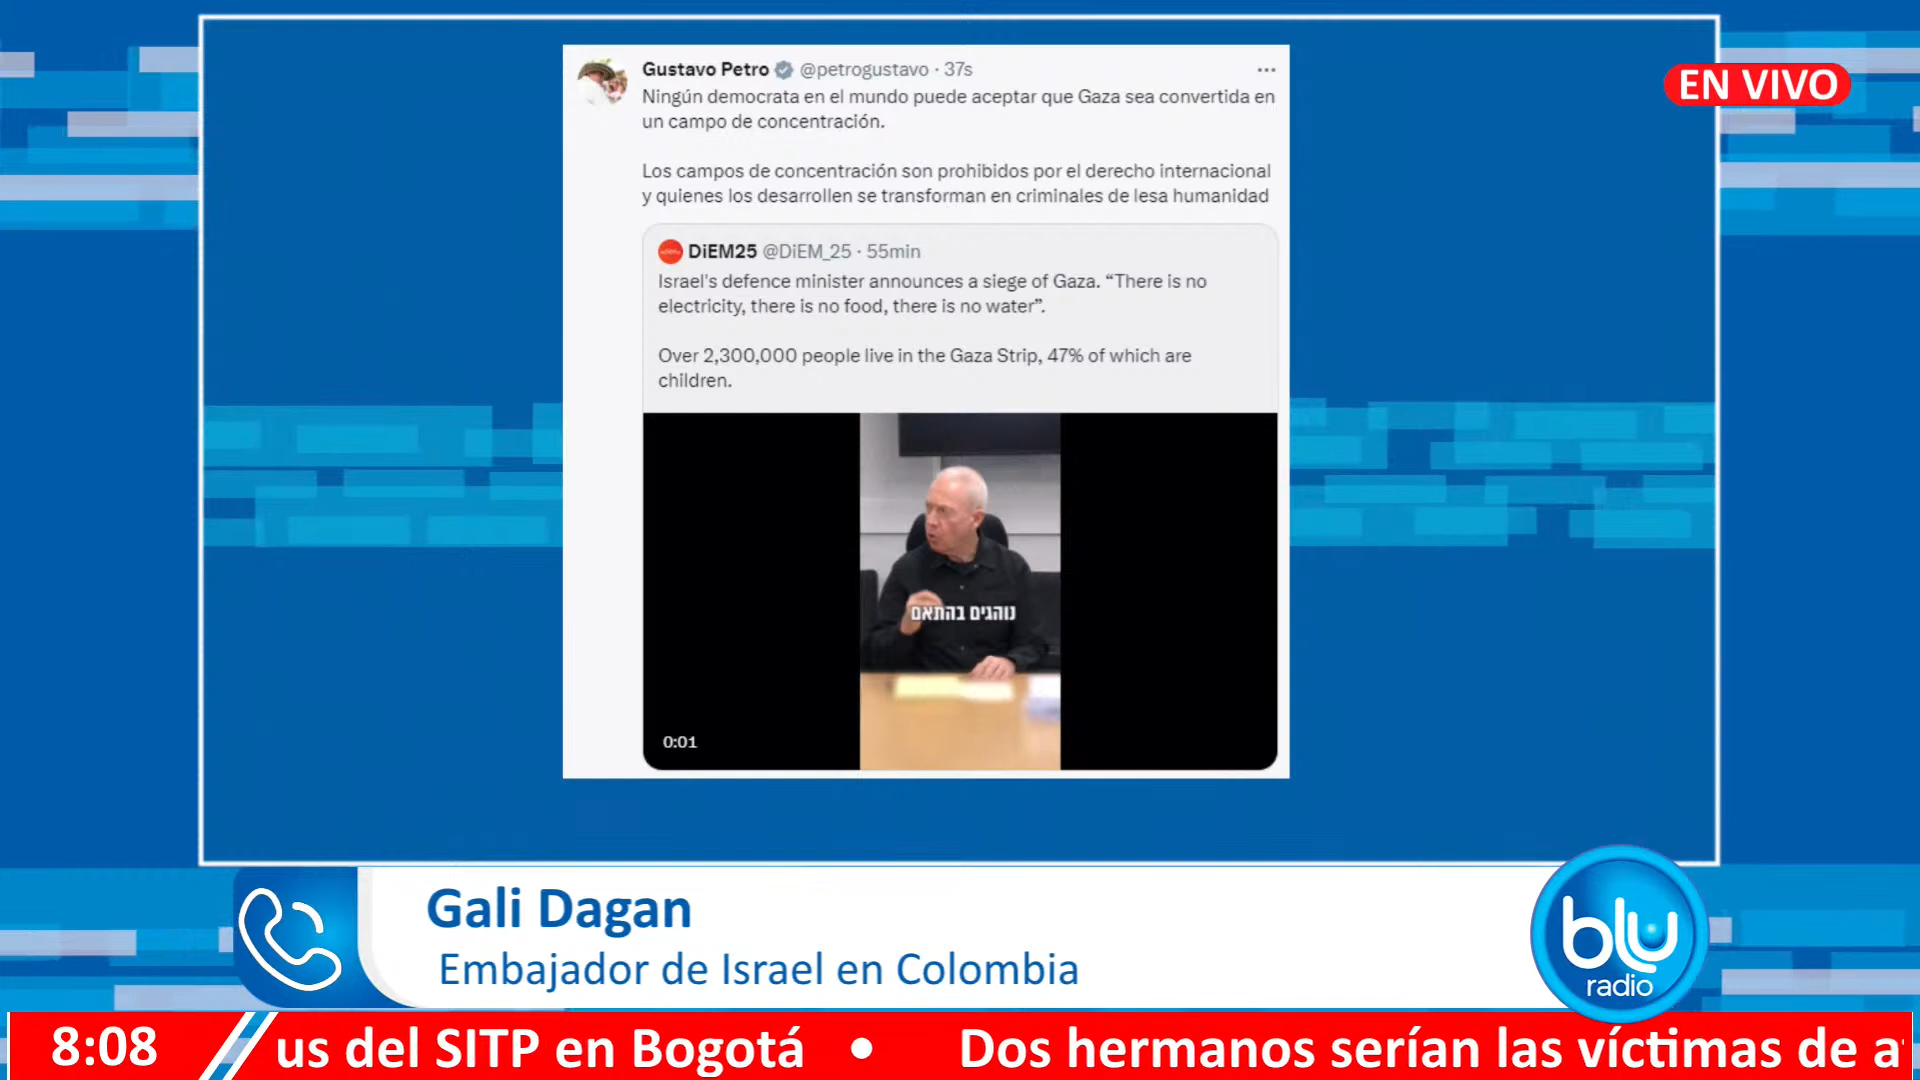 Gustavo Petro @petrogustavo · 37s
Ningún democrata en el mundo puede aceptar que Gaza sea convertida en
un campo de concentración.
Los campos de concentración son prohibidos por el derecho internacional
y quienes los desarrollen se transforman en criminales de lesa humanidad
DiEM25 @DiEM_25 · 55min
Israel's defence minister announces a siege of Gaza. “There is no
electricity, there is no food, there is no water”.
Over 2,300,000 people live in the Gaza Strip, 47% of which are
children.
נוהגים בהתאם
0:01
EN VIVO
Gali Dagan
Embajador de Israel en Colombia
blu
radio
8:08 us del SITP en Bogotá • Dos hermanos serían las víctimas de